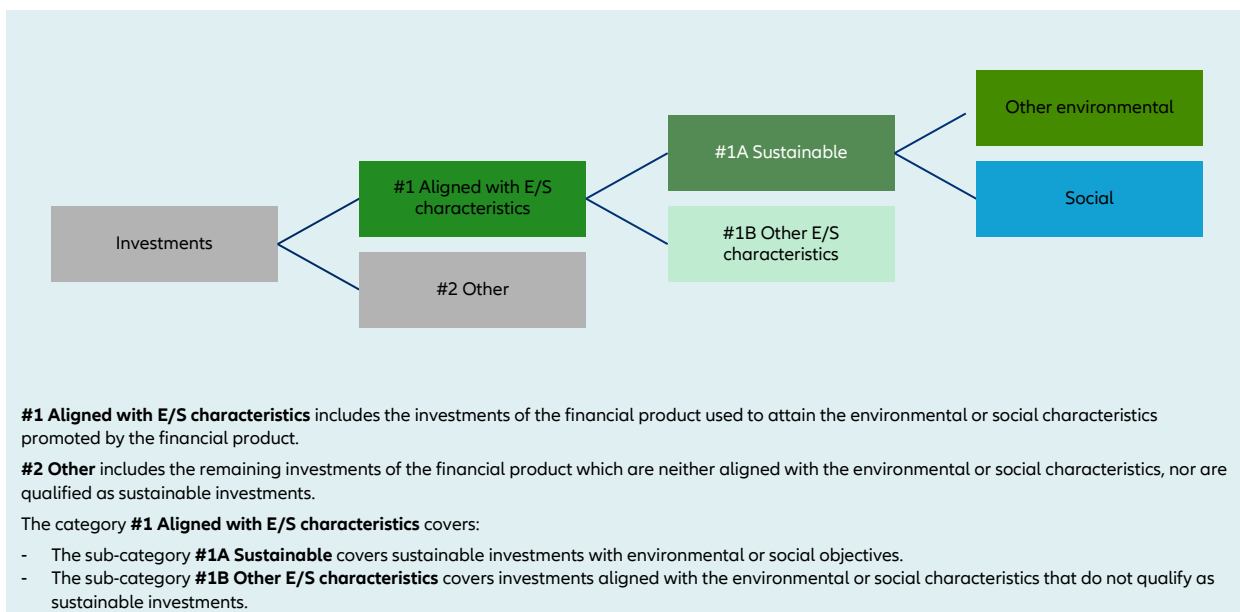 Other environmental
#1A Sustainable
#1 Aligned with E/S
characteristics
Social
Investments
#1B Other E/S
characteristics
#2 Other
#1 Aligned with E/S characteristics includes the investments of the financial product used to attain the environmental or social characteristics
promoted by the financial product.
#2 Other includes the remaining investments of the financial product which are neither aligned with the environmental or social characteristics, nor are
qualified as sustainable investments.
The category #1 Aligned with E/S characteristics covers:
- The sub-category #1A Sustainable covers sustainable investments with environmental or social objectives.
- The sub-category #1B Other E/S characteristics covers investments aligned with the environmental or social characteristics that do not qualify as
sustainable investments.